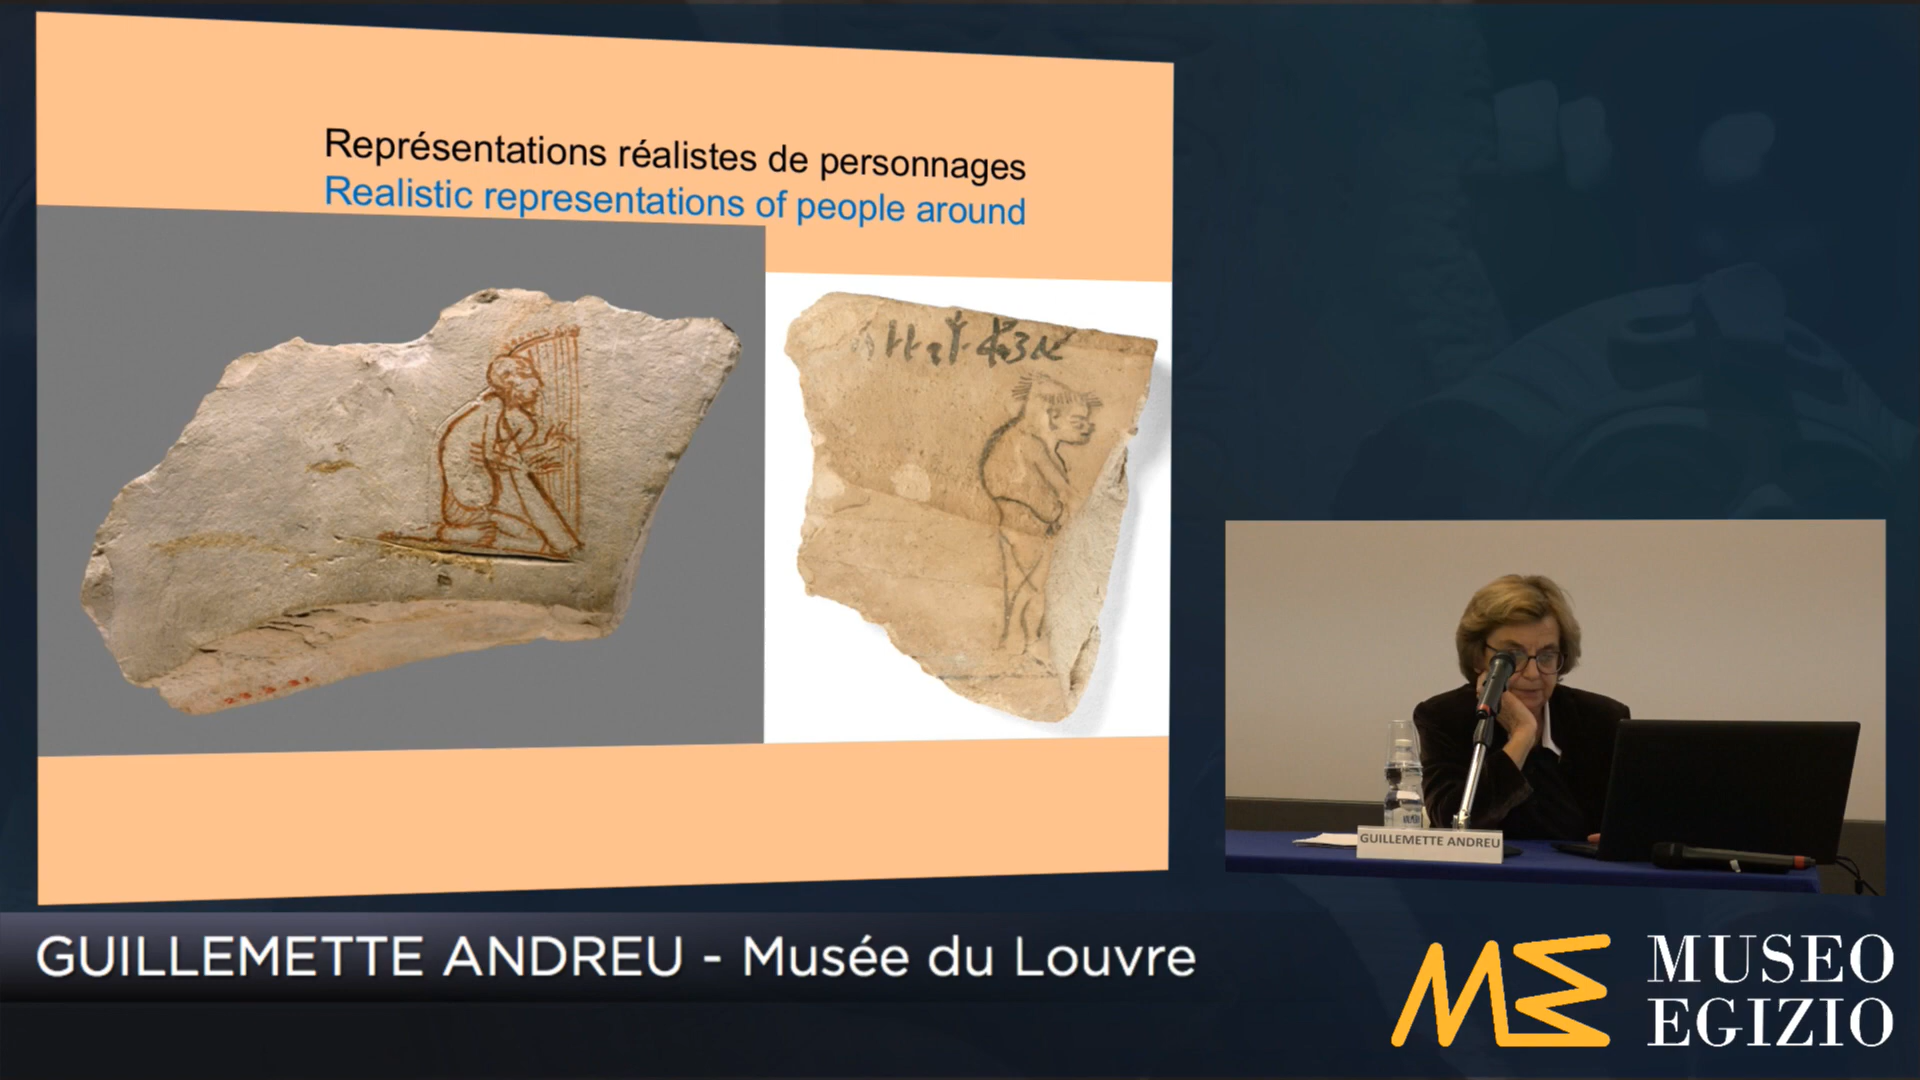 Représentations réalistes de personnages
Realistic representations of people around
GUILLEMETTE ANDREU
GUILLEMETTE ANDREU - Musée du Louvre
MUSEO
EGIZIO